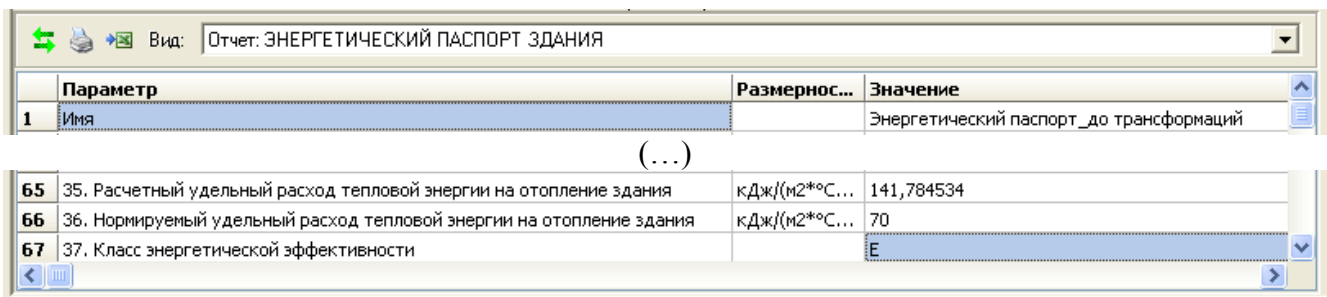 Вид: Отчет: ЭНЕРГЕТИЧЕСКИЙ ПАСПОРТ ЗДАНИЯ
Параметр Размернос... Значение
1 Имя Энергетический паспорт_до трансформаций
(…)
65 35. Расчетный удельный расход тепловой энергии на отопление здания кДж/(м2*°С... 141,784534
66 36. Нормируемый удельный расход тепловой энергии на отопление здания кДж/(м2*°С... 70
67 37. Класс энергетической эффективности Е